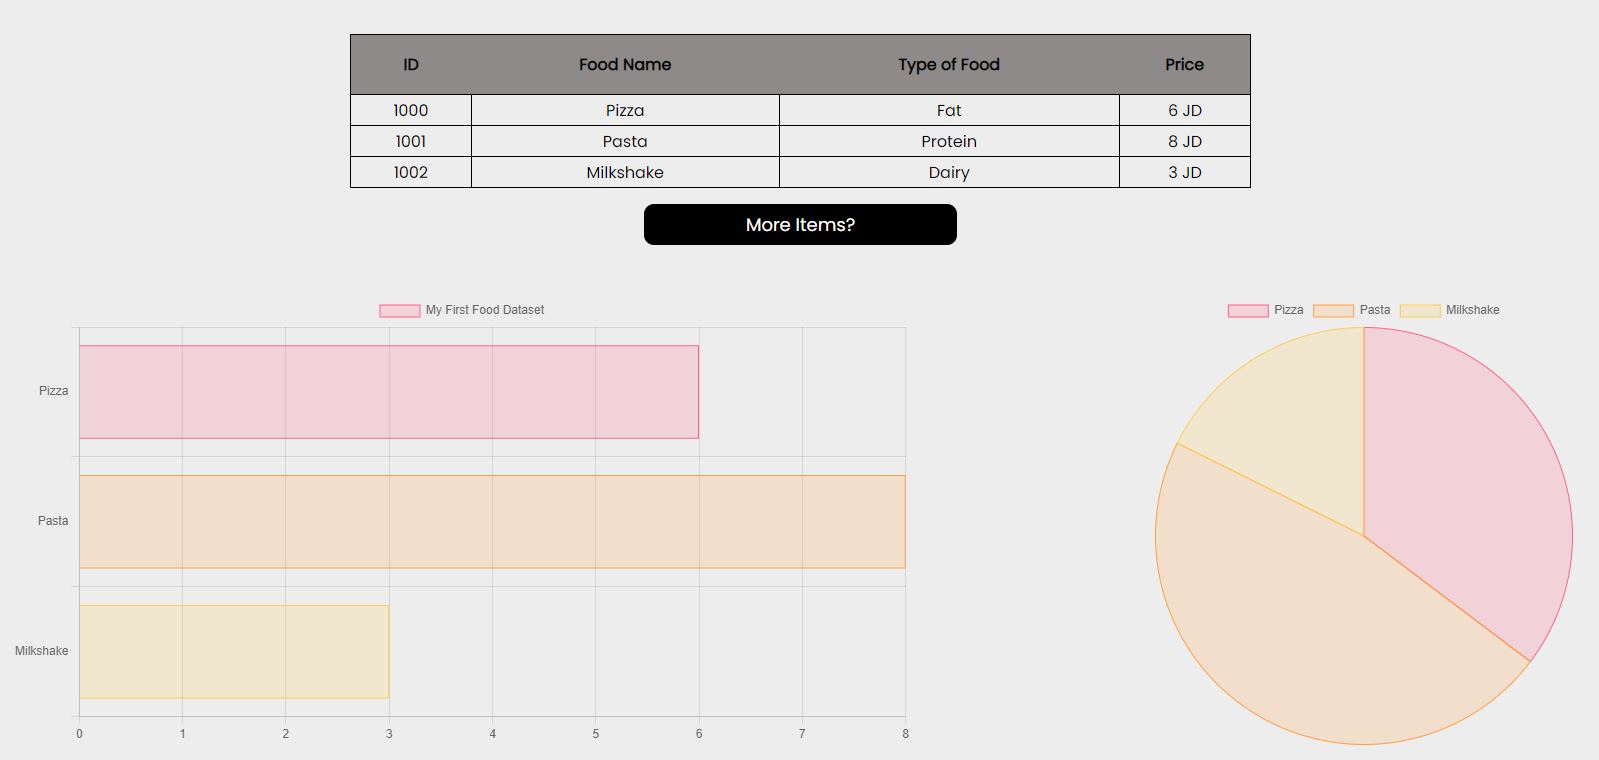 ID Food Name Type of Food Price
1000 Pizza Fat 6 JD
1001 Pasta Protein 8 JD
1002 Milkshake Dairy 3 JD
More Items?
My First Food Dataset
Pizza
Pasta
Milkshake
0 1 2 3 4 5 6 7 8
Pizza Pasta Milkshake